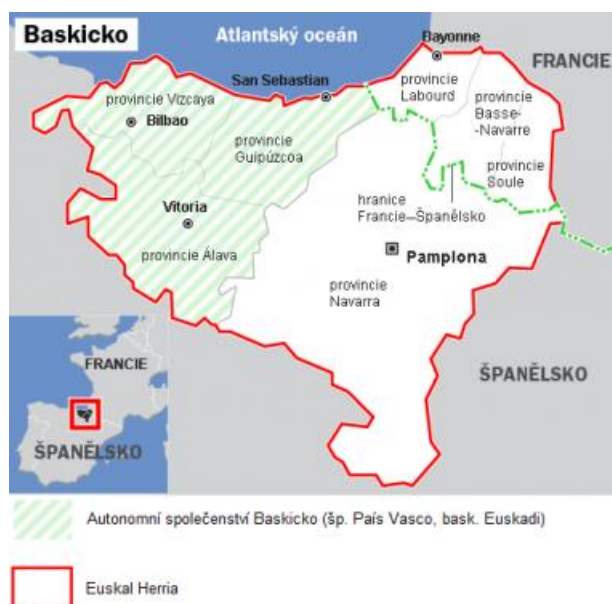 Baskicko
Atlantský oceán
Bayonne
FRANCIE
San Sebastian
provincie
Labourd
provincie Vizcaya
Bilbao
provincie
Basse-
-Navarre
provincie
Guipúzcoa
provincie
Soule
hranice
Francie–Španělsko
Vitoria
provincie Álava
Pamplona
provincie
Navarra
FRANCIE
ŠPANĚLSKO
ŠPANĚLSKO
Autonomní společenství Baskicko (šp. País Vasco, bask. Euskadi)
Euskal Herria